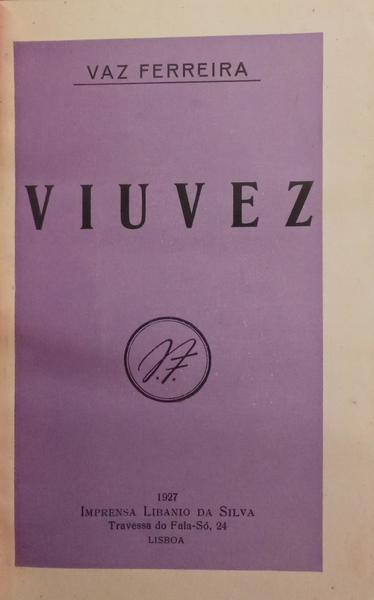 VAZ FERREIRA
VIUVEZ
V.F.
1927
IMPRENSA LIBANIO DA SILVA
Travessa do Fala-Só, 24
LISBOA